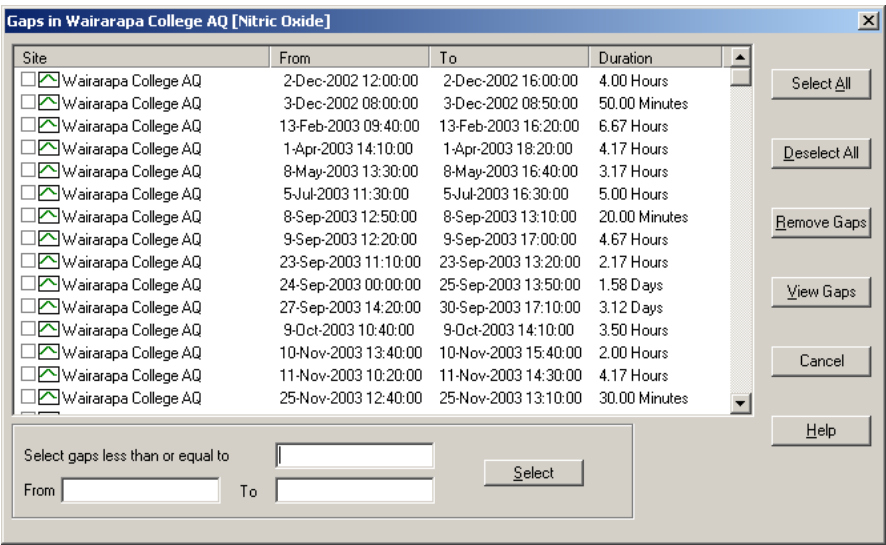 Gaps in Wairarapa College AQ [Nitric Oxide]
Site From To Duration
Wairarapa College AQ 2-Dec-2002 12:00:00 2-Dec-2002 16:00:00 4.00 Hours
Wairarapa College AQ 3-Dec-2002 08:00:00 3-Dec-2002 08:50:00 50.00 Minutes
Wairarapa College AQ 13-Feb-2003 09:40:00 13-Feb-2003 16:20:00 6.67 Hours
Wairarapa College AQ 1-Apr-2003 14:10:00 1-Apr-2003 18:20:00 4.17 Hours
Wairarapa College AQ 8-May-2003 13:30:00 8-May-2003 16:40:00 3.17 Hours
Wairarapa College AQ 5-Jul-2003 11:30:00 5-Jul-2003 16:30:00 5.00 Hours
Wairarapa College AQ 8-Sep-2003 12:50:00 8-Sep-2003 13:10:00 20.00 Minutes
Wairarapa College AQ 9-Sep-2003 12:20:00 9-Sep-2003 17:00:00 4.67 Hours
Wairarapa College AQ 23-Sep-2003 11:10:00 23-Sep-2003 13:20:00 2.17 Hours
Wairarapa College AQ 24-Sep-2003 00:00:00 25-Sep-2003 13:50:00 1.58 Days
Wairarapa College AQ 27-Sep-2003 14:20:00 30-Sep-2003 17:10:00 3.12 Days
Wairarapa College AQ 9-Oct-2003 10:40:00 9-Oct-2003 14:10:00 3.50 Hours
Wairarapa College AQ 10-Nov-2003 13:40:00 10-Nov-2003 15:40:00 2.00 Hours
Wairarapa College AQ 11-Nov-2003 10:20:00 11-Nov-2003 14:30:00 4.17 Hours
Wairarapa College AQ 25-Nov-2003 12:40:00 25-Nov-2003 13:10:00 30.00 Minutes
Select All
Deselect All
Remove Gaps
View Gaps
Cancel
Help
Select gaps less than or equal to
From To
Select